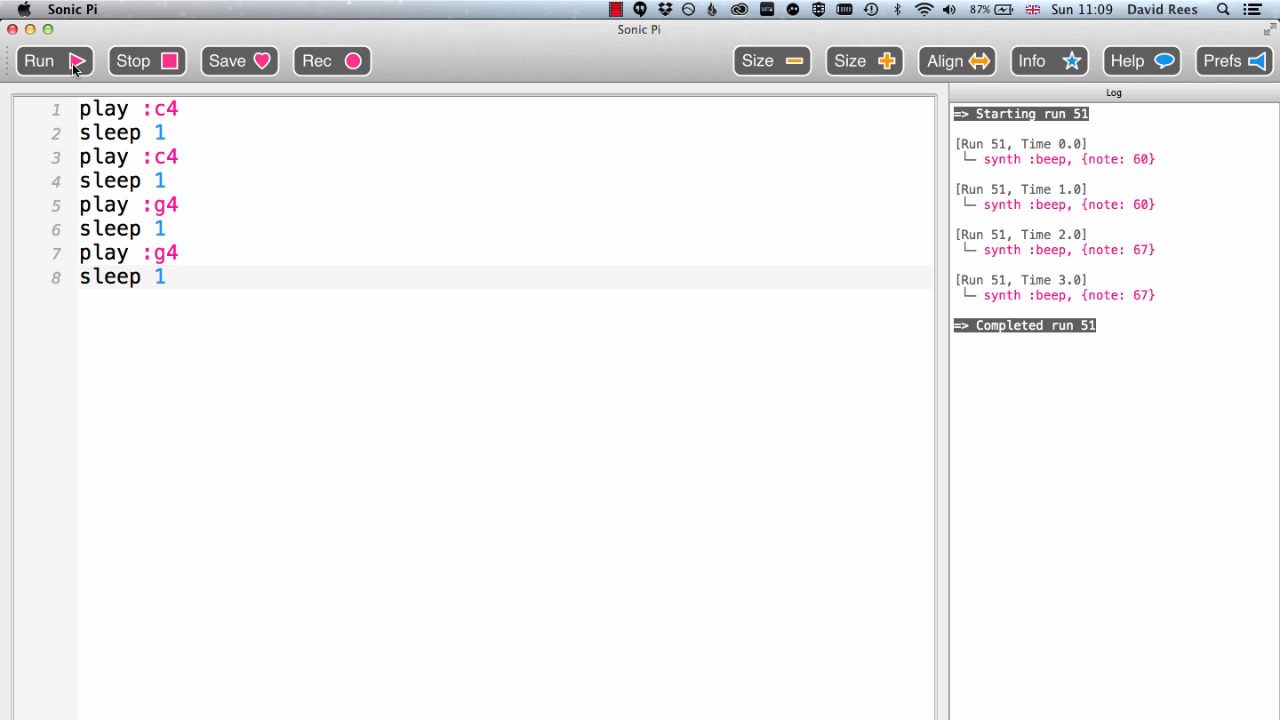 Sonic Pi 87% Sun 11:09 David Rees
Sonic Pi
Run Stop Save Rec Size Size Align Info Help Prefs
Log
1 play :c4
2 sleep 1
3 play :c4
4 sleep 1
5 play :g4
6 sleep 1
7 play :g4
8 sleep 1
=> Starting run 51
[Run 51, Time 0.0]
└─ synth :beep, {note: 60}
[Run 51, Time 1.0]
└─ synth :beep, {note: 60}
[Run 51, Time 2.0]
└─ synth :beep, {note: 67}
[Run 51, Time 3.0]
└─ synth :beep, {note: 67}
=> Completed run 51